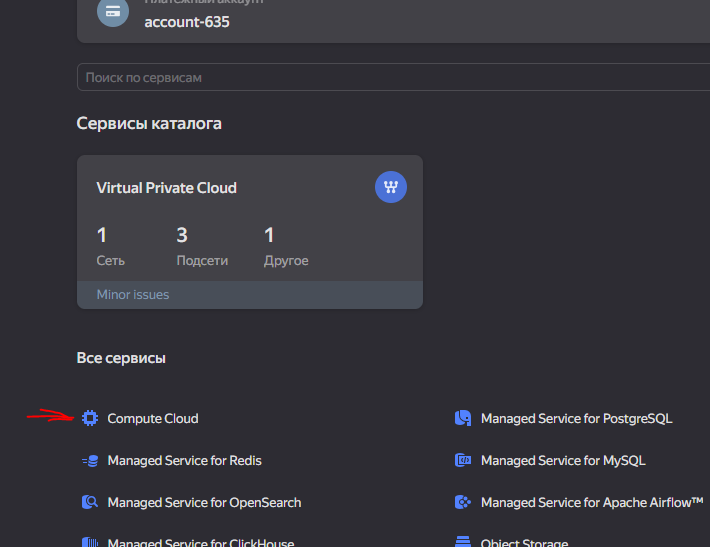 Платёжный аккаунт
account-635
Поиск по сервисам
Сервисы каталога
Virtual Private Cloud
1 3 1
Сеть Подсети Другое
Minor issues
Все сервисы
Compute Cloud Managed Service for PostgreSQL
Managed Service for Redis Managed Service for MySQL
Managed Service for OpenSearch Managed Service for Apache Airflow™
Managed Service for ClickHouse Object Storage